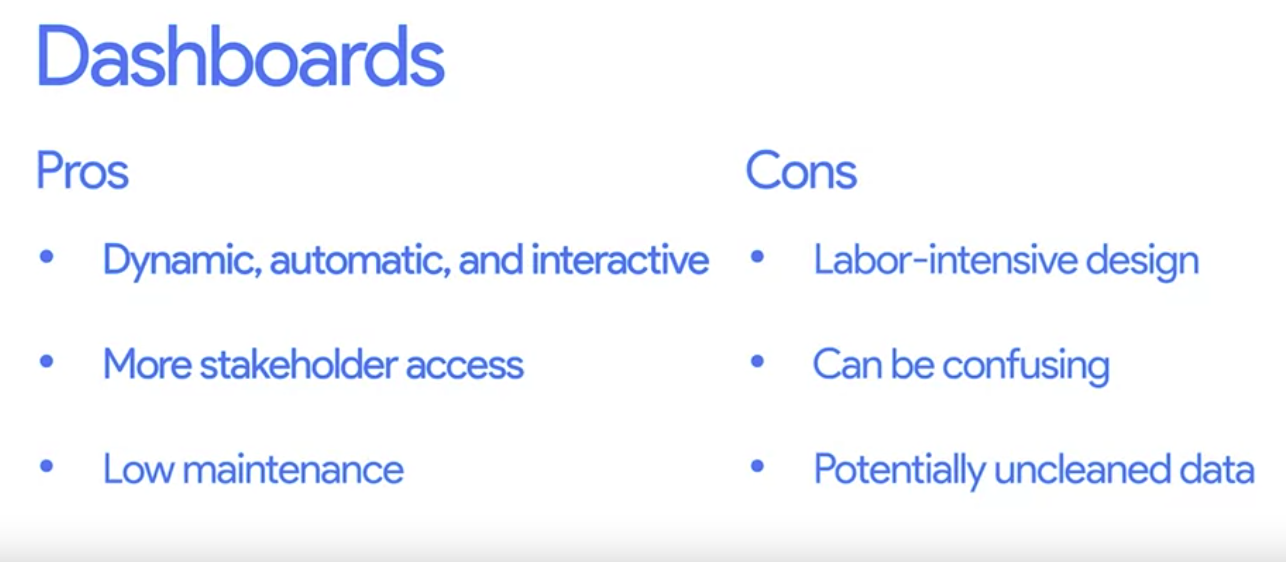 Dashboards
Pros
• Dynamic, automatic, and interactive
• More stakeholder access
• Low maintenance
Cons
• Labor-intensive design
• Can be confusing
• Potentially uncleaned data